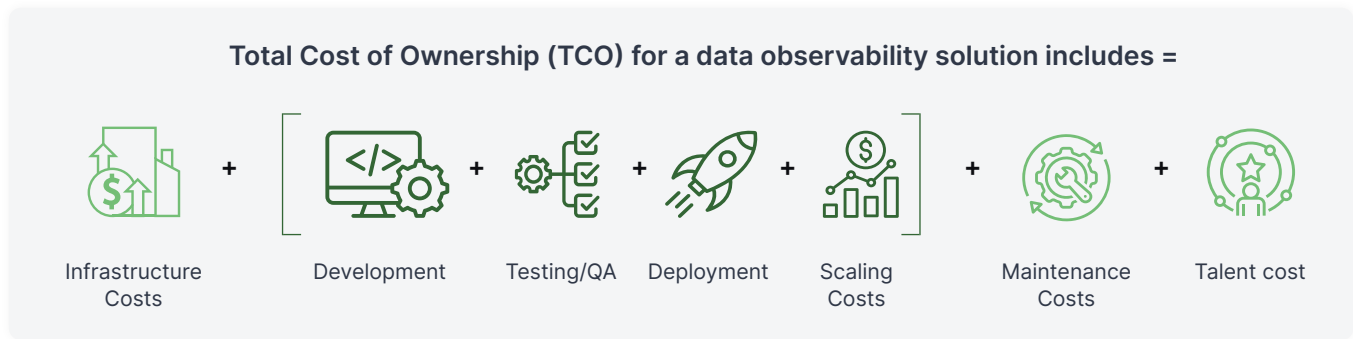 Total Cost of Ownership (TCO) for a data observability solution includes =
$
</>
$
+ + + + + +
Infrastructure Development Testing/QA Deployment Scaling Maintenance Talent cost
Costs Costs Costs